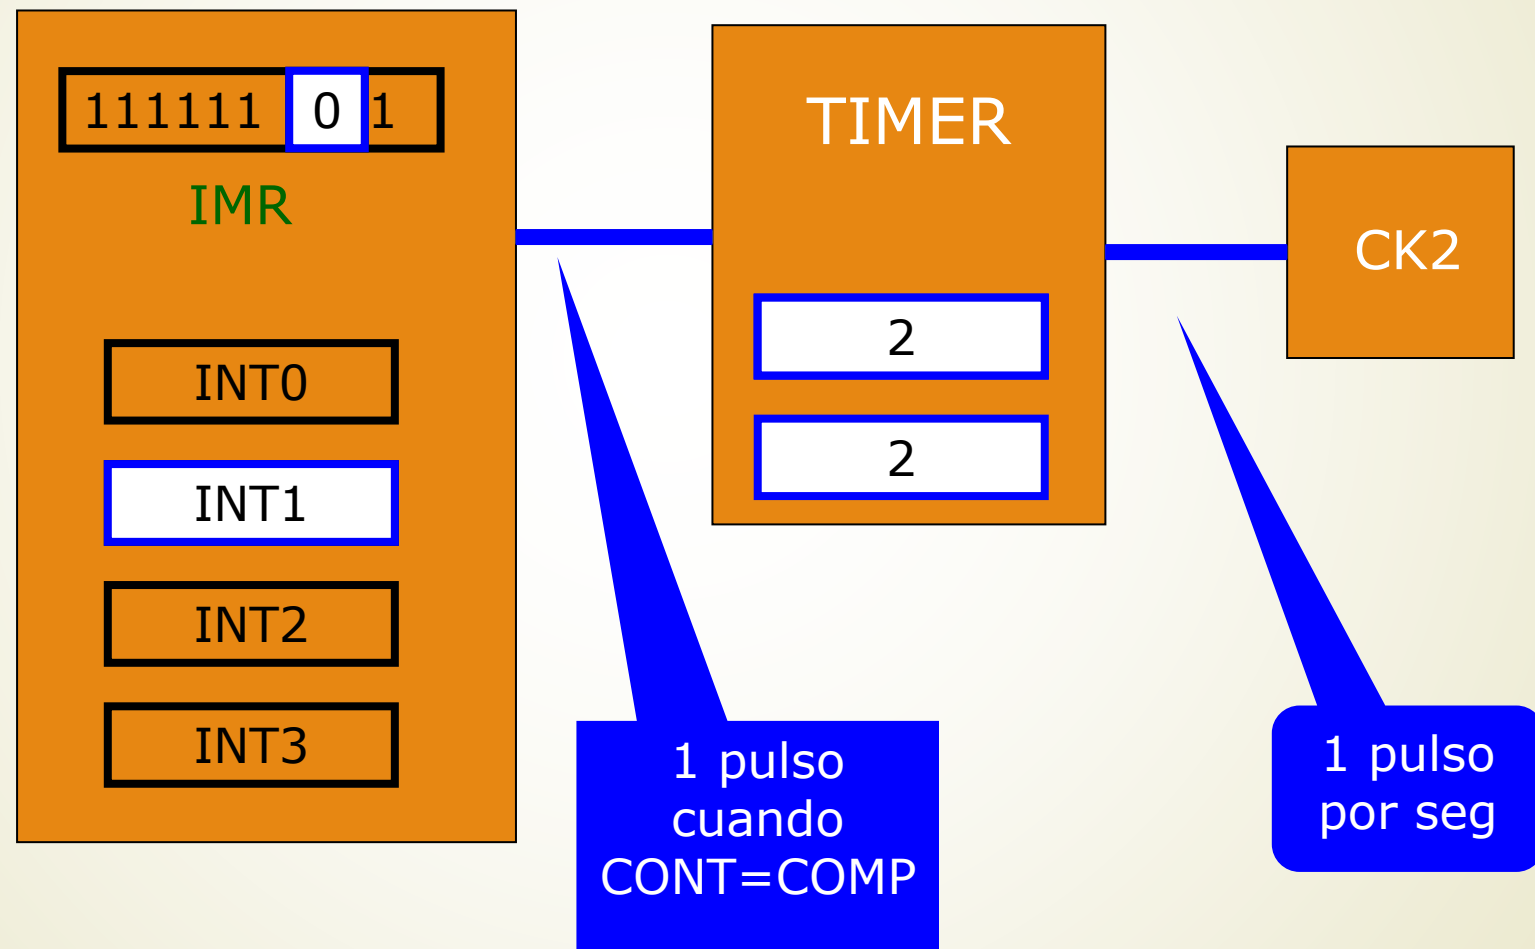 111111 0 1
IMR
INT0
INT1
INT2
INT3
TIMER
2
2
CK2
1 pulso
cuando
CONT=COMP
1 pulso
por seg